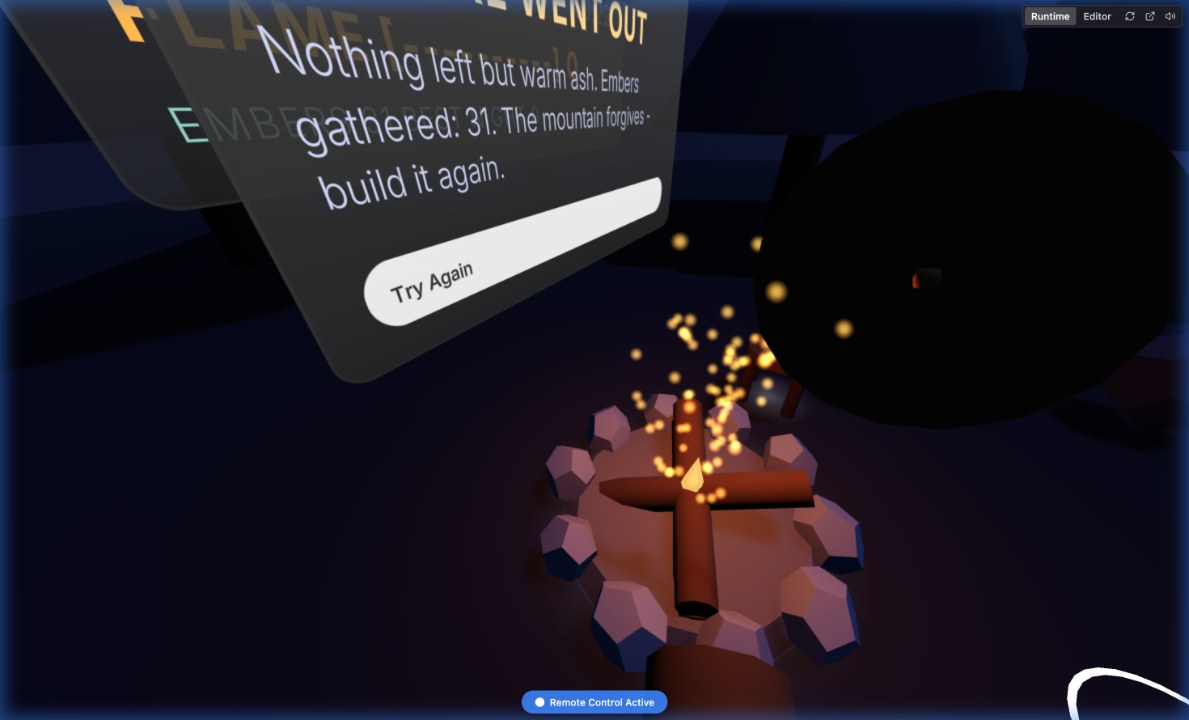 WENT OUT
Nothing left but warm ash. Embers
gathered: 31. The mountain forgives -
build it again.
Try Again
Runtime
Editor
Remote Control Active